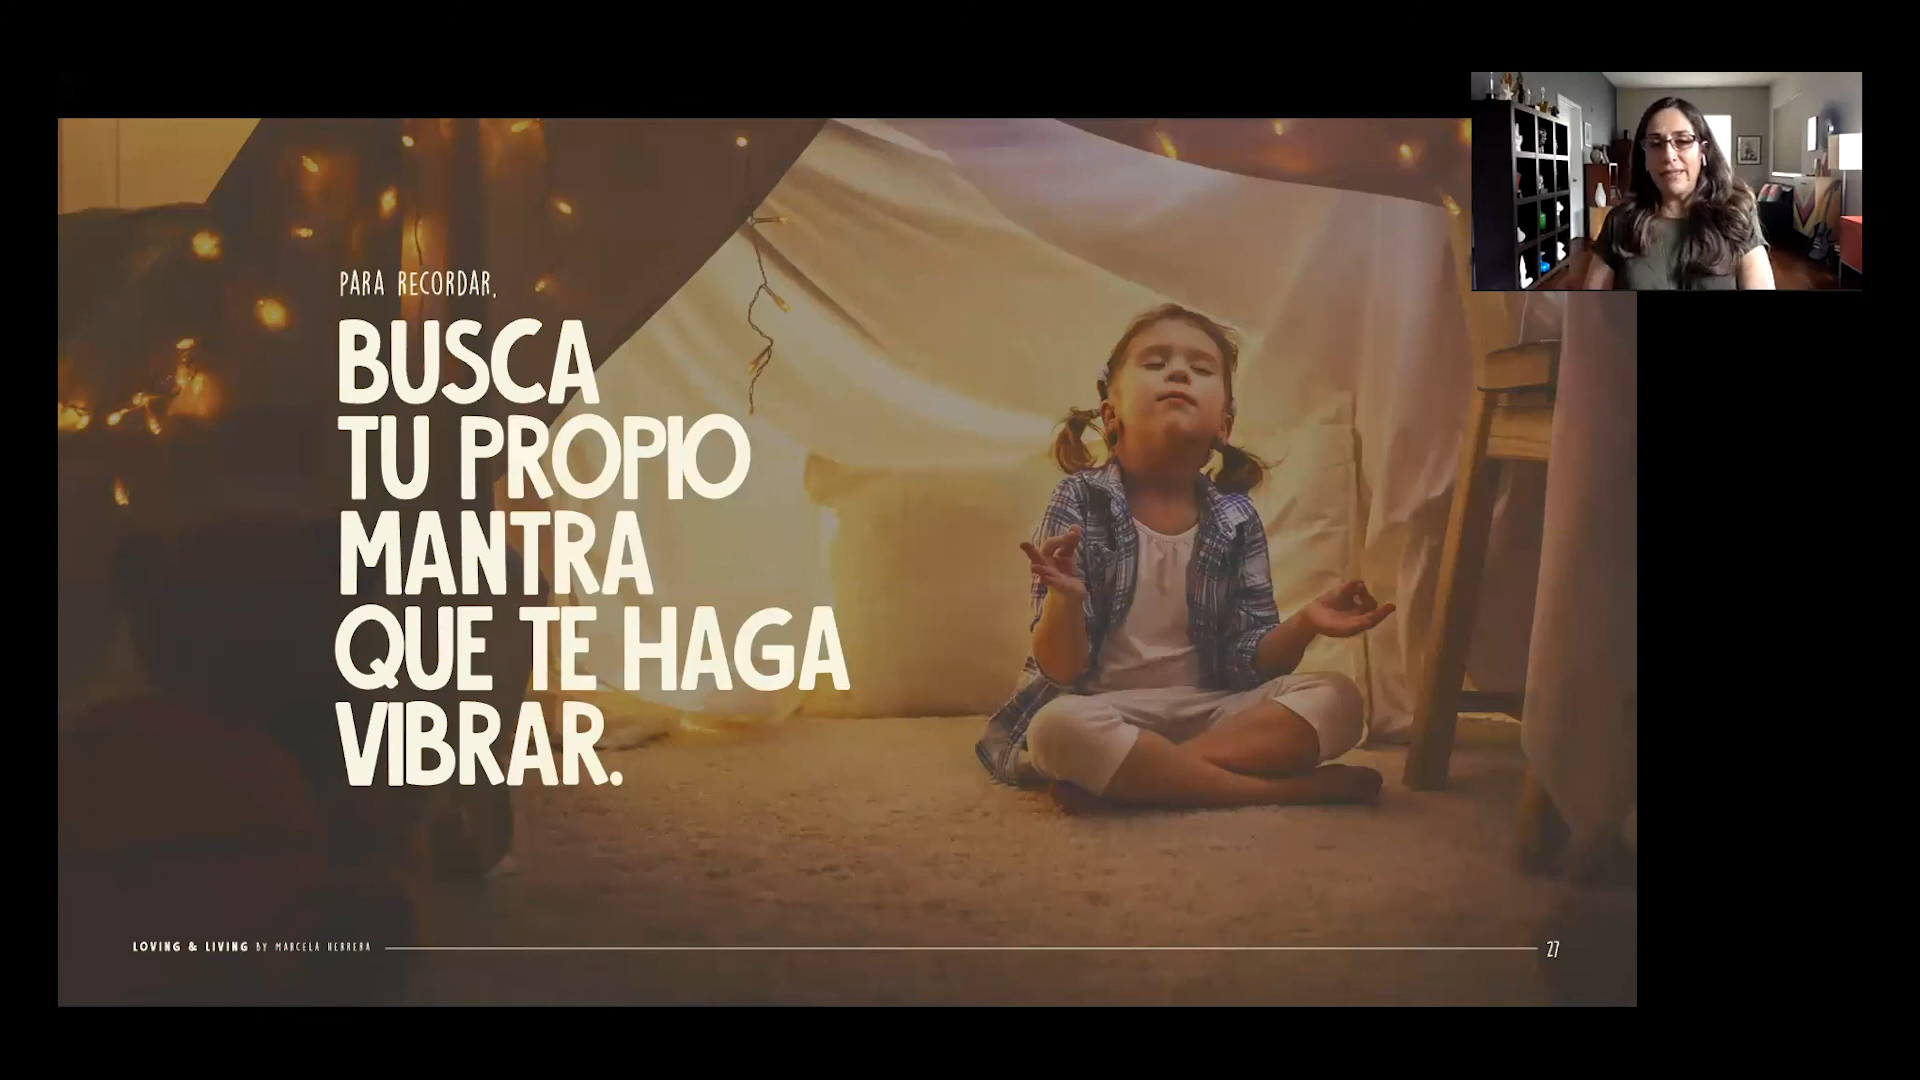 PARA RECORDAR,
BUSCA
TU PROPIO
MANTRA
QUE TE HAGA
VIBRAR.
LOVING & LIVING BY MARCELA HERRERA
27